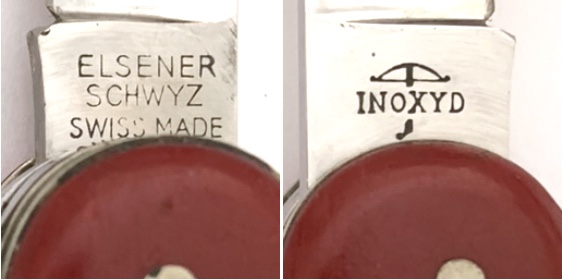 ELSENER
SCHWYZ
SWISS MADE
INOXYD